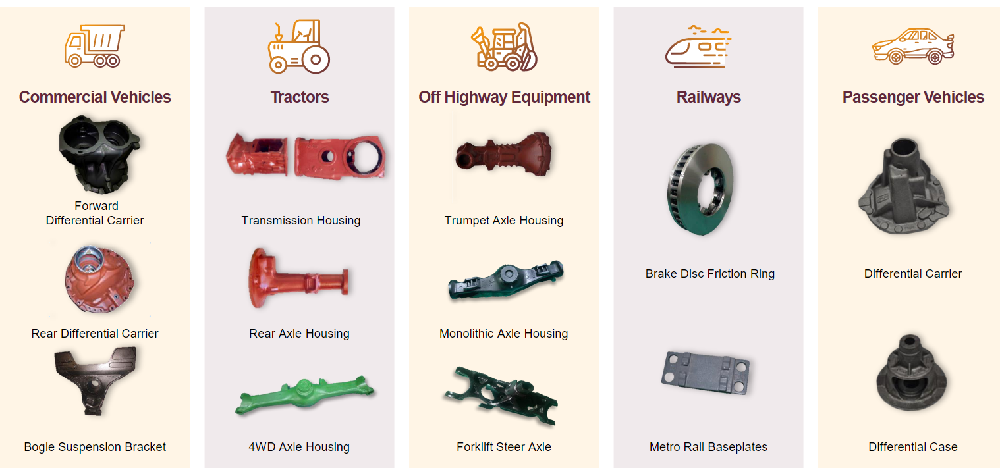 Commercial Vehicles
Forward
Differential Carrier
Rear Differential Carrier
Bogie Suspension Bracket
Tractors
Transmission Housing
Rear Axle Housing
4WD Axle Housing
Off Highway Equipment
Trumpet Axle Housing
Monolithic Axle Housing
Forklift Steer Axle
Railways
Brake Disc Friction Ring
Metro Rail Baseplates
Passenger Vehicles
Differential Carrier
Differential Case